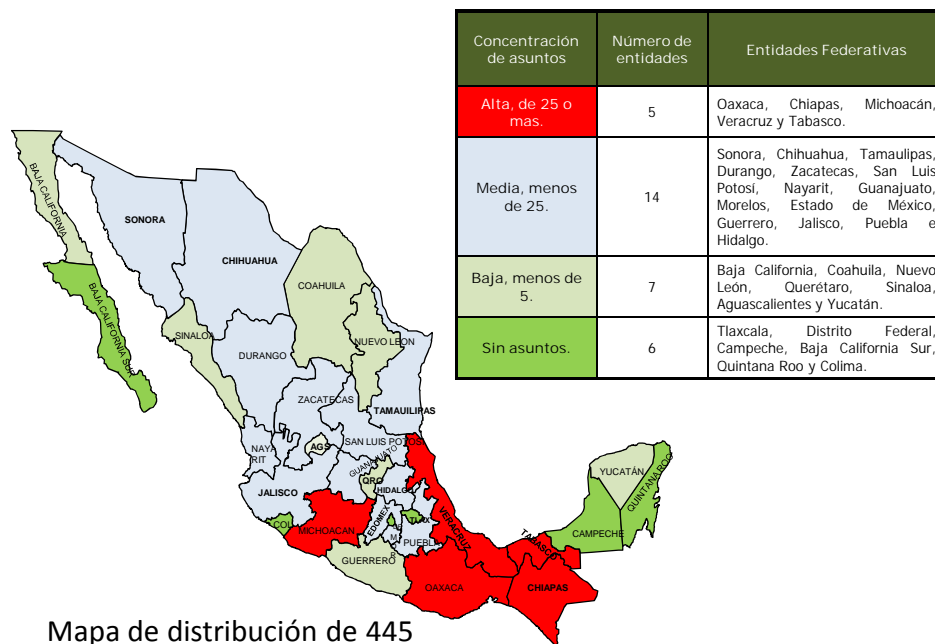 Concentración de asuntos
Número de entidades
Entidades Federativas
Alta, de 25 o mas.
5
Oaxaca, Chiapas, Michoacán,
Veracruz y Tabasco.
Media, menos de 25.
14
Sonora, Chihuahua, Tamaulipas,
Durango, Zacatecas, San Luis
Potosí, Nayarit, Guanajuato,
Morelos, Estado de México,
Guerrero, Jalisco, Puebla e
Hidalgo.
Baja, menos de 5.
7
Baja California, Coahuila, Nuevo
León, Querétaro, Sinaloa,
Aguascalientes y Yucatán.
Sin asuntos.
6
Tlaxcala, Distrito Federal,
Campeche, Baja California Sur,
Quintana Roo y Colima.
BAJA CALIFORNIA
BAJA CALIFORNIA SUR
SONORA
CHIHUAHUA
COAHUILA
SINALOA
NUEVO LEON
DURANGO
ZACATECAS
TAMAUILIPAS
SAN LUIS POTOSI
NAYA
RIT
AGS
GUANAJUATO
QRO
HIDALGO
JALISCO
COL
MICHOACAN
EDOMEX
TLAX
PUEBLA
VERACRUZ
GUERRERO
OAXACA
TABASCO
CHIAPAS
CAMPECHE
YUCATÁN
QUINTANA ROO
Mapa de distribución de 445